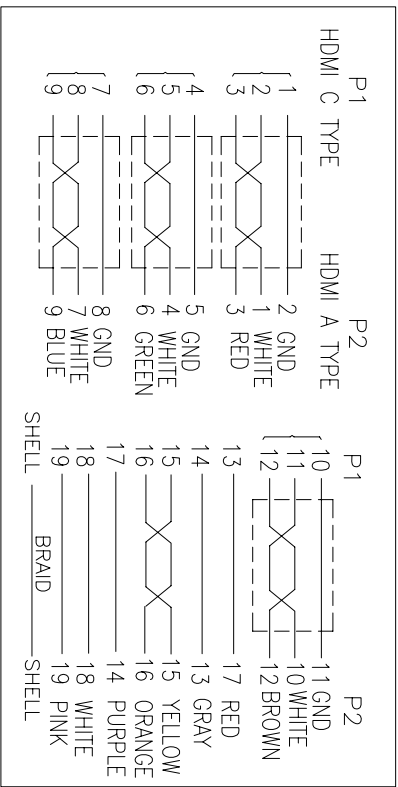 P1 P2
HDMI C TYPE HDMI A TYPE
1 2 GND
2 1 WHITE
3 3 RED
4 5 GND
5 4 WHITE
6 6 GREEN
7 8 GND
8 7 WHITE
9 9 BLUE
P1 P2
10 11 GND
11 10 WHITE
12 12 BROWN
13 17 RED
14 13 GRAY
15 15 YELLOW
16 16 ORANGE
17 14 PURPLE
18 18 WHITE
19 19 PINK
SHELL BRAID SHELL